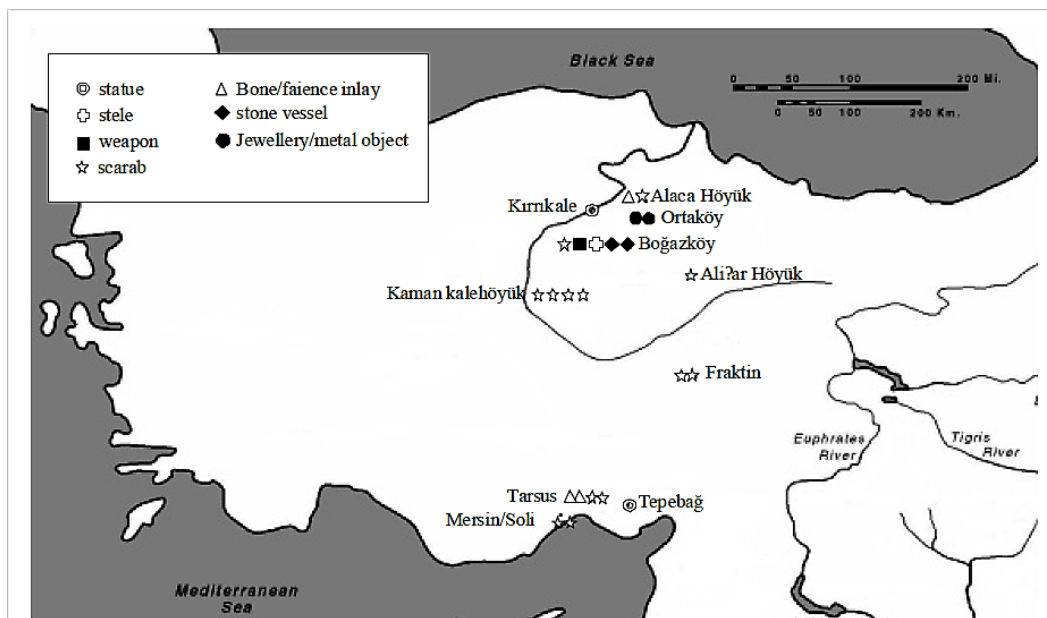 Black Sea
0 50 100 200 Mi.
0 50 100 200 Km.
statue
stele
weapon
scarab
Bone/faience inlay
stone vessel
Jewellery/metal object
Alaca Höyük
Kırıkkale
Ortaköy
Boğazköy
Ali?ar Höyük
Kaman kalehöyük
Fraktin
Euphrates
River
Tigris
River
Tarsus
Tepebağ
Mersin/Soli
Mediterranean
Sea